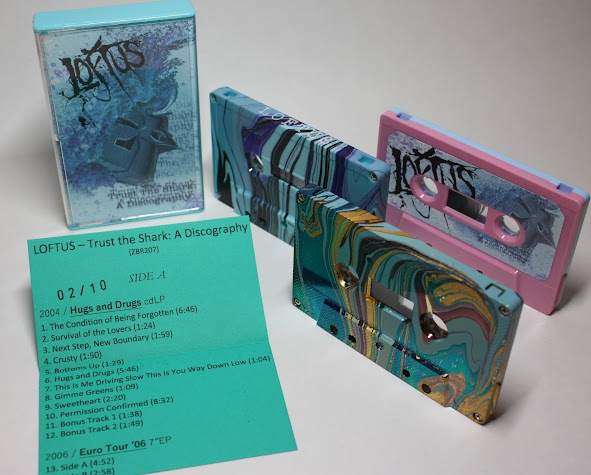 LOFTUS
Trust The Shark:
A Discography
LOFTUS
LOFTUS – Trust the Shark: A Discography
(ZBR207)
SIDE A
02/10
2004 / Hugs and Drugs cdLP
1. The Condition of Being Forgotten (6:46)
2. Survival of the Lovers (1:24)
3. Next Step, New Boundary (1:59)
4. Crusty (1:50)
5. Bottoms Up (1:29)
6. Hugs and Drugs (5:46)
7. This Is Me Driving Slow This Is You Way Down Low (1:04)
8. Gimme Greens (1:09)
9. Sweetheart (2:20)
10. Permission Confirmed (8:32)
11. Bonus Track 1 (1:38)
12. Bonus Track 2 (1:49)
2006 / Euro Tour '06 7"EP
13. Side A (4:52)